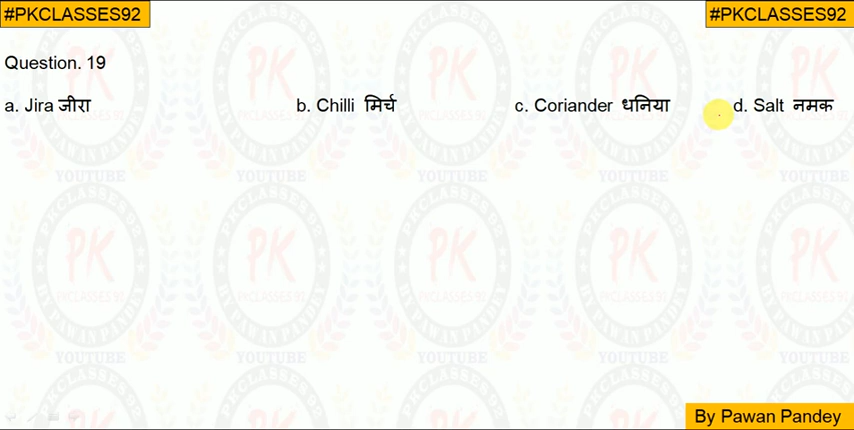 #PKCLASSES92 #PKCLASSES92
Question. 19
a. Jira जीरा b. Chilli मिर्च c. Coriander धनिया d. Salt नमक
By Pawan Pandey